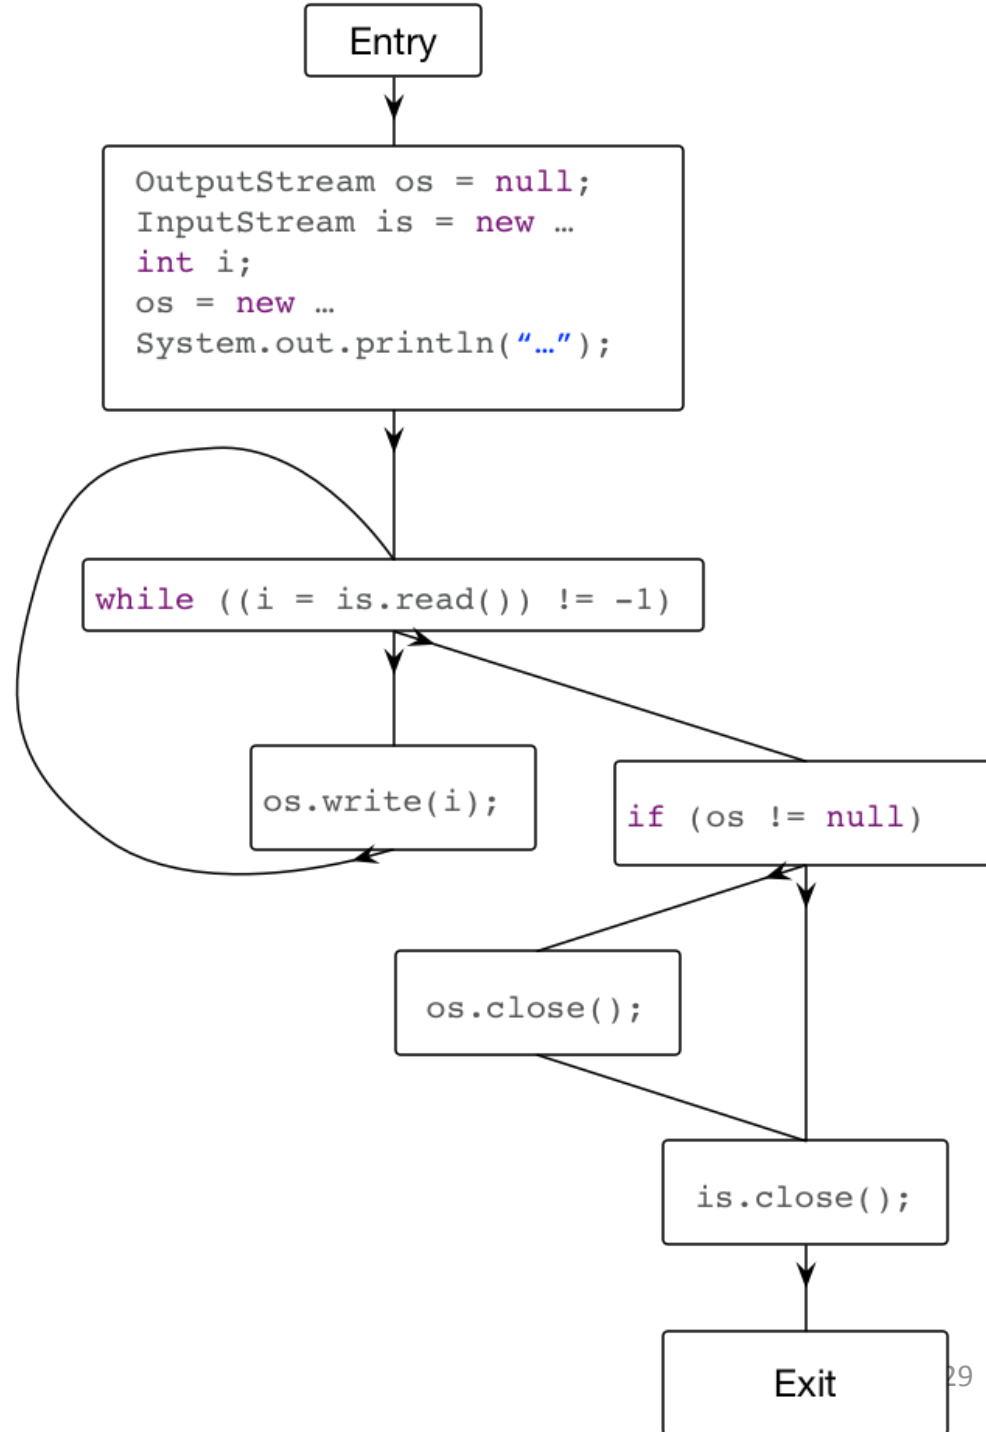 Entry
OutputStream os = null;
InputStream is = new …
int i;
os = new …
System.out.println(“…”);
while ((i = is.read()) != -1)
os.write(i);
if (os != null)
os.close();
is.close();
Exit
29